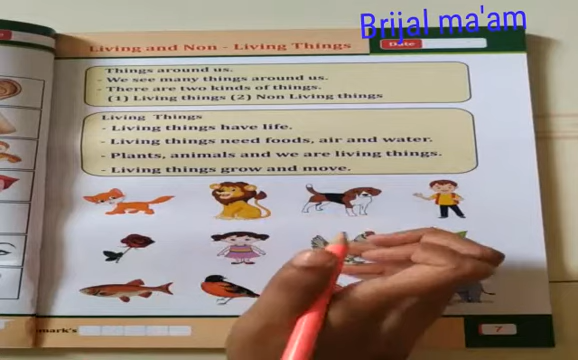 Brijal ma'am
Living and Non - Living Things
Date
Things around us.
- We see many things around us.
- There are two kinds of things.
(1) Living things (2) Non Living things
Living Things
- Living things have life.
- Living things need foods, air and water.
- Plants, animals and we are living things.
- Living things grow and move.
mark's
7